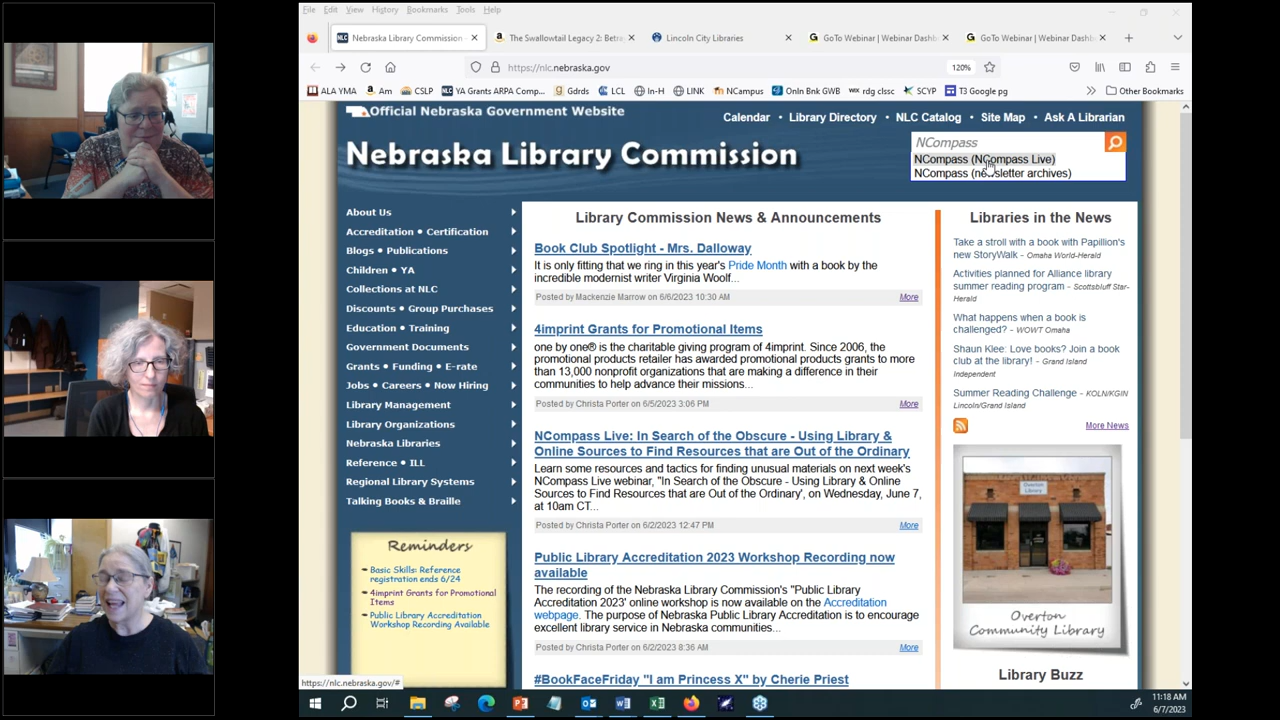 File Edit View History Bookmarks Tools Help
Nebraska Library Commission -
The Swallowtail Legacy 2: Betra
Lincoln City Libraries
GoTo Webinar | Webinar Dashb
GoTo Webinar | Webinar Dashb
https://nlc.nebraska.gov
120%
ALA YMA
Am
CSLP
YA Grants ARPA Comp...
Gdrds
LCL
In-H
LINK
NCampus
Onln Bnk GWB
rdg clssc
SCYP
T3 Google pg
Other Bookmarks
Official Nebraska Government Website
Calendar • Library Directory • NLC Catalog • Site Map • Ask A Librarian
Nebraska Library Commission
NCompass
NCompass (NCompass Live)
NCompass (newsletter archives)
About Us
Accreditation • Certification
Blogs • Publications
Children • YA
Collections at NLC
Discounts • Group Purchases
Education • Training
Government Documents
Grants • Funding • E-rate
Jobs • Careers • Now Hiring
Library Management
Library Organizations
Nebraska Libraries
Reference • ILL
Regional Library Systems
Talking Books & Braille
Reminders
Basic Skills: Reference
registration ends 6/24
4imprint Grants for Promotional
Items
Public Library Accreditation
Workshop Recording Available
Library Commission News & Announcements
Book Club Spotlight - Mrs. Dalloway
It is only fitting that we ring in this year's Pride Month with a book by the
incredible modernist writer Virginia Woolf...
Posted by Mackenzie Marrow on 6/6/2023 10:30 AM
More
4imprint Grants for Promotional Items
one by one® is the charitable giving program of 4imprint. Since 2006, the
promotional products retailer has awarded promotional products grants to more
than 13,000 nonprofit organizations that are making a difference in their
communities to help advance their missions...
Posted by Christa Porter on 6/5/2023 3:06 PM
More
NCompass Live: In Search of the Obscure - Using Library &
Online Sources to Find Resources that are Out of the Ordinary
Learn some resources and tactics for finding unusual materials on next week's
NCompass Live webinar, "In Search of the Obscure - Using Library & Online
Sources to Find Resources that are Out of the Ordinary', on Wednesday, June 7,
at 10am CT...
Posted by Christa Porter on 6/2/2023 12:47 PM
More
Public Library Accreditation 2023 Workshop Recording now
available
The recording of the Nebraska Library Commission's "Public Library
Accreditation 2023' online workshop is now available on the Accreditation
webpage. The purpose of Nebraska Public Library Accreditation is to encourage
excellent library service in Nebraska communities...
Posted by Christa Porter on 6/2/2023 8:36 AM
More
#BookFaceFriday "I am Princess X" by Cherie Priest
Libraries in the News
Take a stroll with a book with Papillion's
new StoryWalk - Omaha World-Herald
Activities planned for Alliance library
summer reading program - Scottsbluff Star-
Herald
What happens when a book is
challenged? - WOWT Omaha
Shaun Klee: Love books? Join a book
club at the library! - Grand Island
Independent
Summer Reading Challenge - KOLN/KGIN
Lincoln/Grand Island
More News
Overton
Community Library
Library Buzz
https://nlc.nebraska.gov/#
11:18 AM
6/7/2023